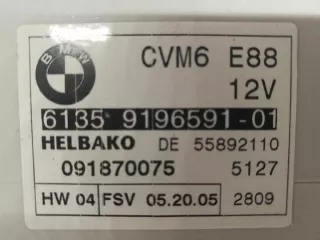 BMW
CVM6 E88
12V
6135 9196591-01
HELBAKO DE 55892110
091870075 5127
HW 04 FSV 05.20.05 2809